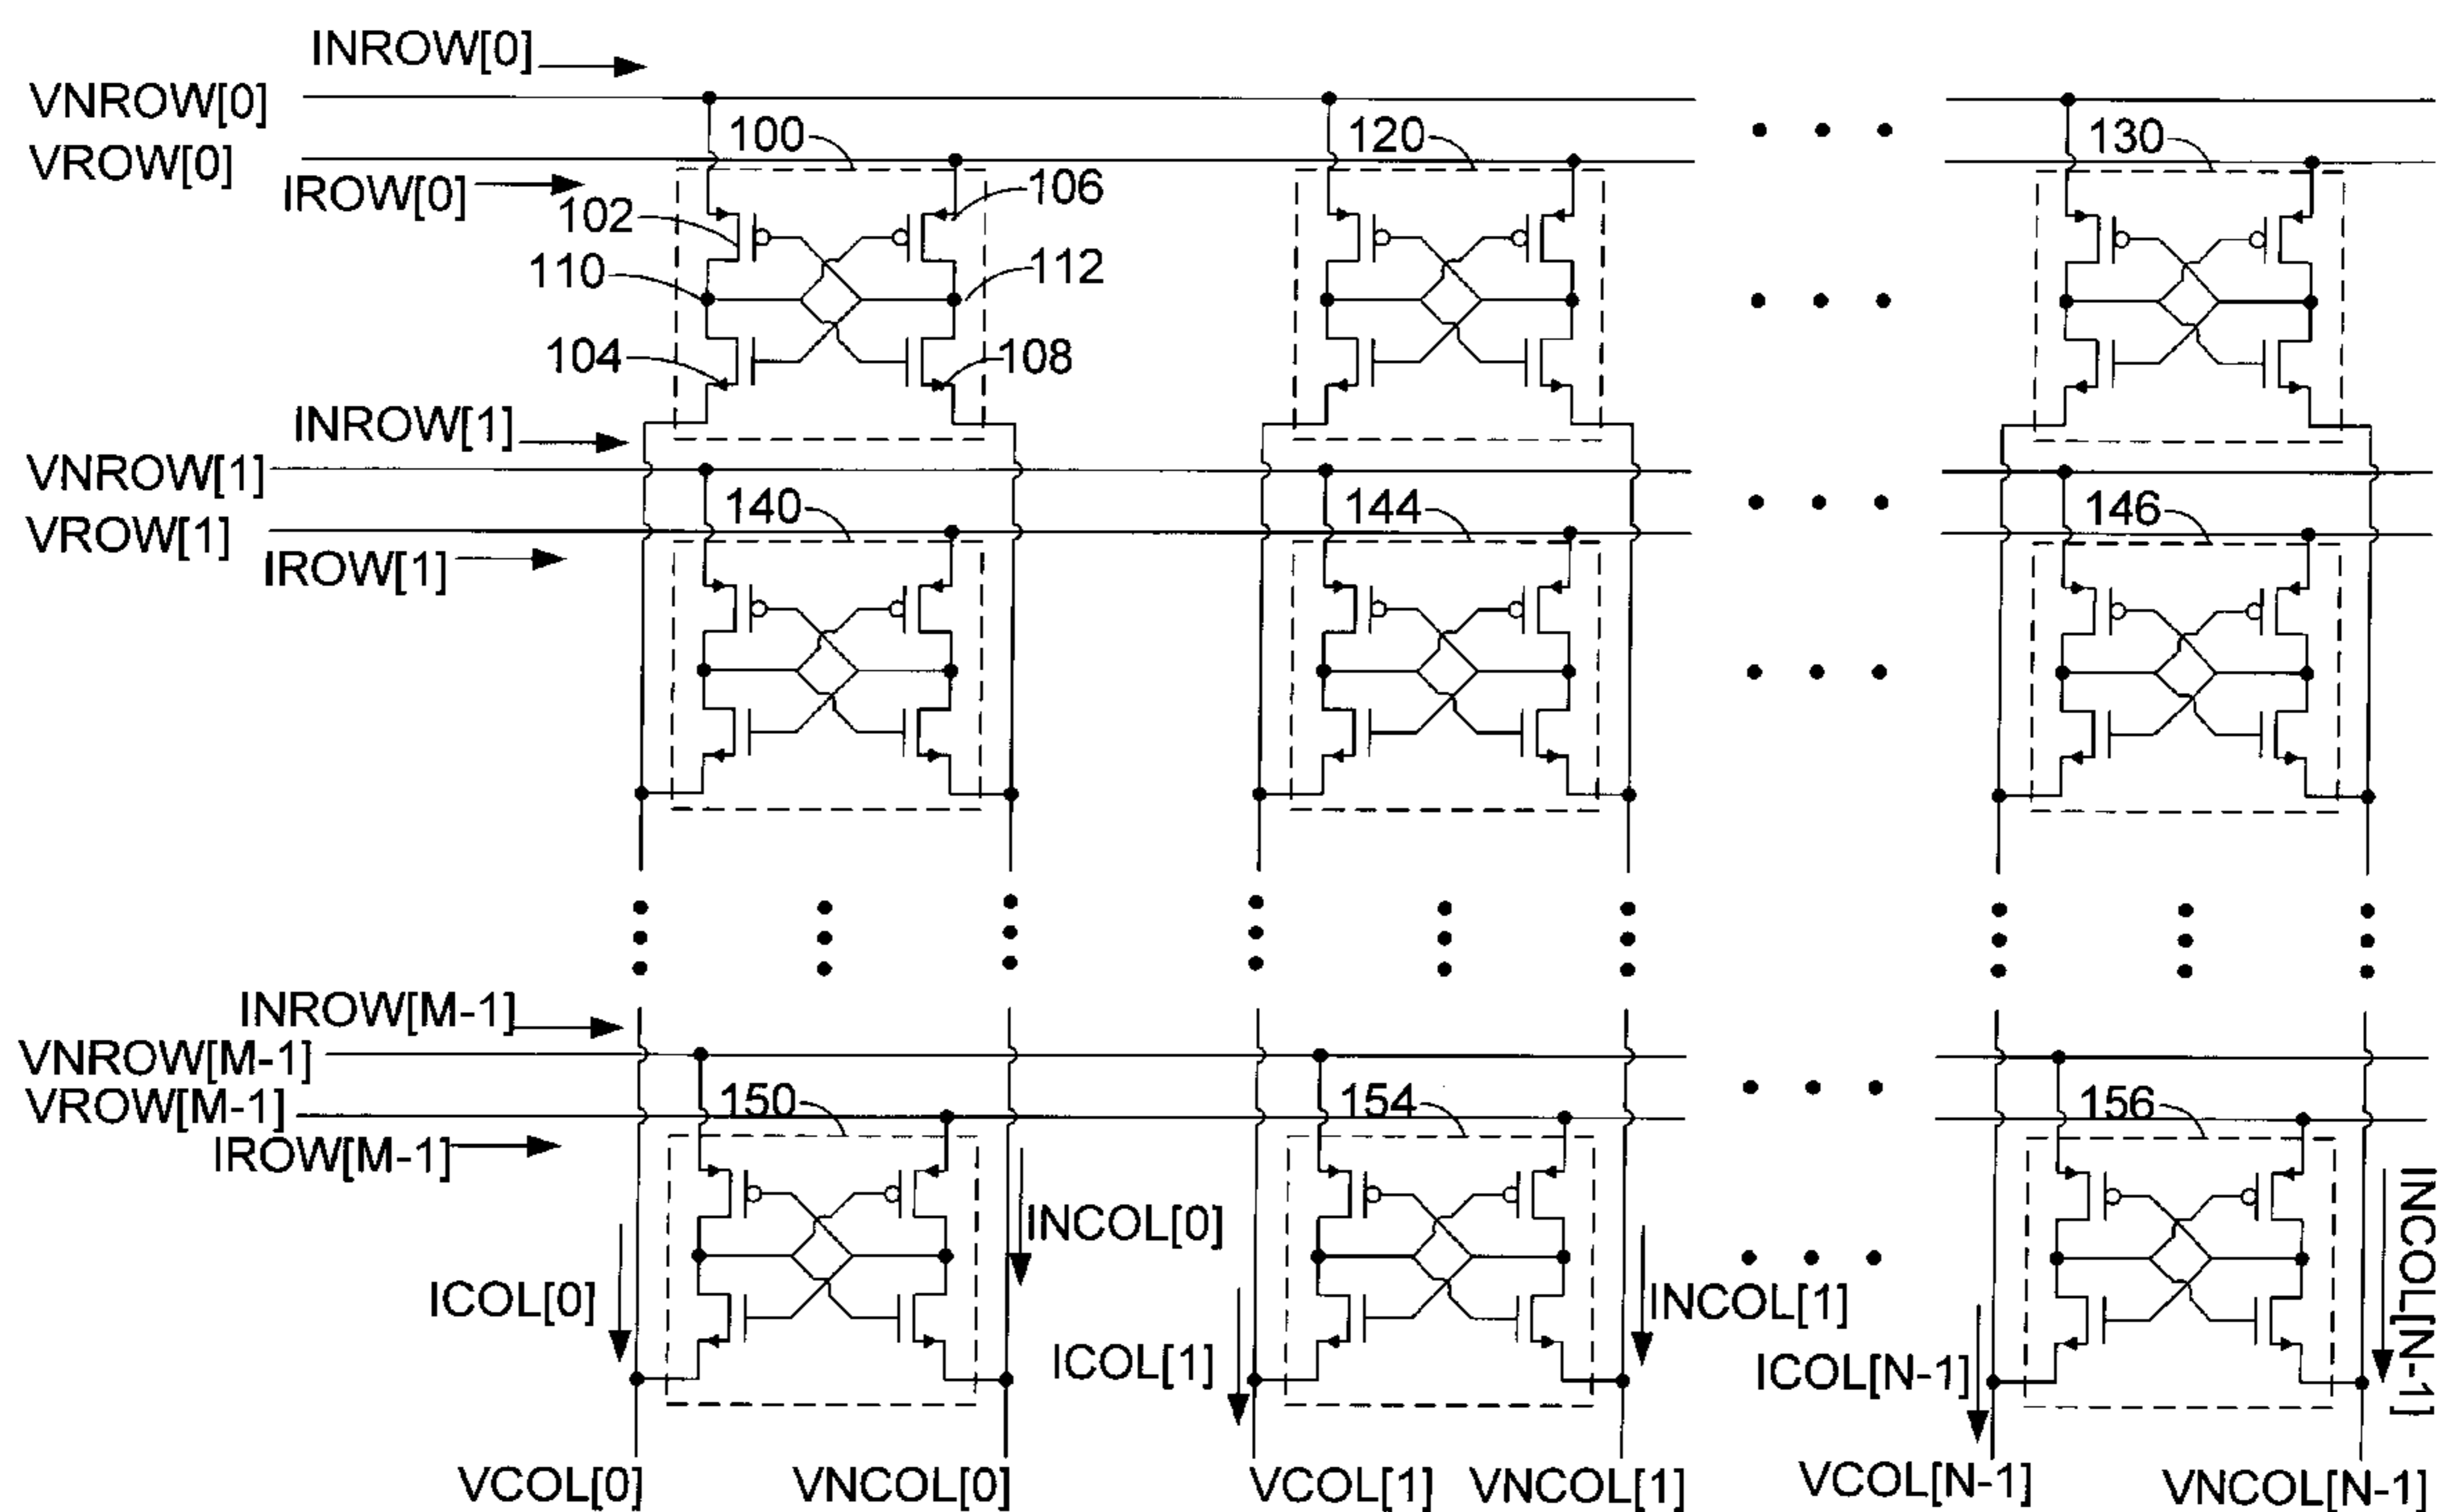 INROW[0]
VNROW[0]
100
120
130
VROW[0]
IROW[0]
106
102
110
112
104
108
INROW[1]
VNROW[1]
140
144
146
VROW[1]
IROW[1]
INROW[M-1]
VNROW[M-1]
VROW[M-1]
150
154
156
IROW[M-1]
INCOL[0]
INCOL[N-1]
ICOL[0]
INCOL[1]
ICOL[1]
ICOL[N-1]
VCOL[0]
VNCOL[0]
VCOL[1]
VNCOL[1]
VCOL[N-1]
VNCOL[N-1]